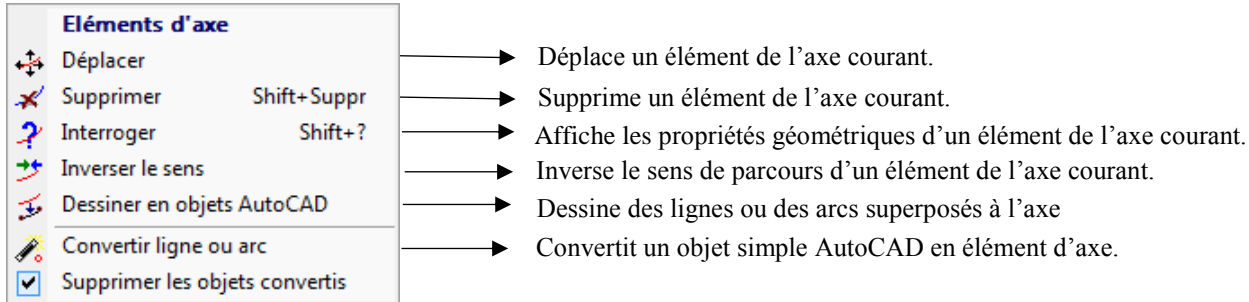 Eléments d'axe
Déplacer Déplace un élément de l’axe courant.
Supprimer Shift+Suppr Supprime un élément de l’axe courant.
Interroger Shift+? Affiche les propriétés géométriques d’un élément de l’axe courant.
Inverser le sens Inverse le sens de parcours d’un élément de l’axe courant.
Dessiner en objets AutoCAD Dessine des lignes ou des arcs superposés à l’axe
Convertir ligne ou arc Convertit un objet simple AutoCAD en élément d’axe.
Supprimer les objets convertis